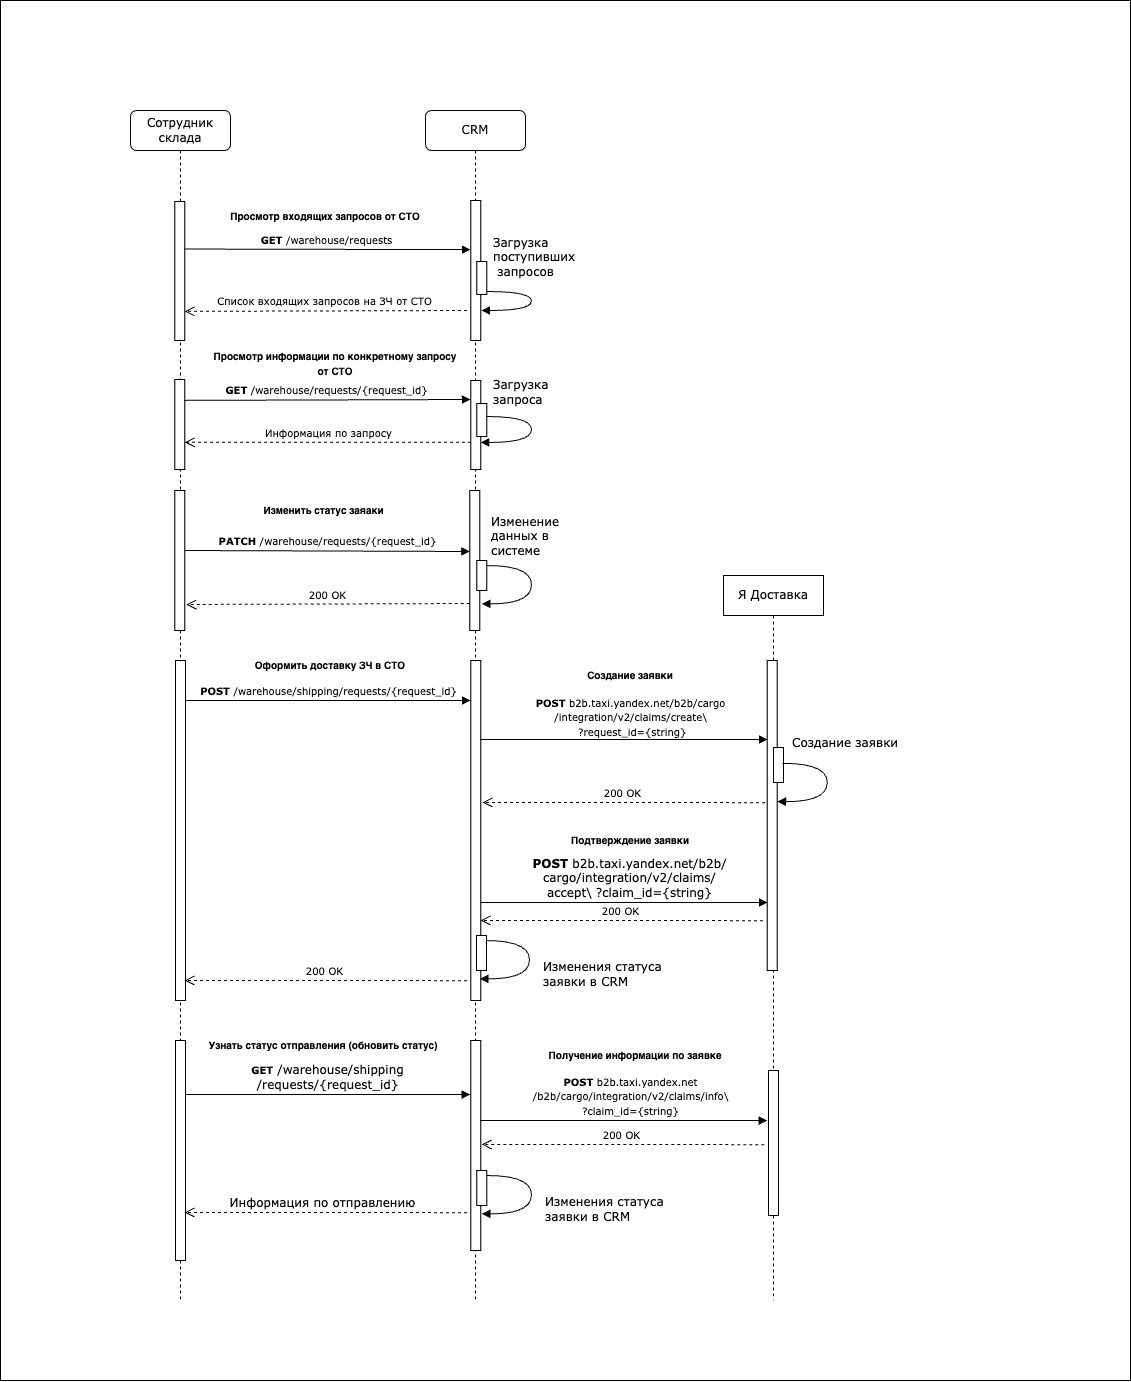 Сотрудник
склада
CRM
Просмотр входящих запросов от СТО
GET /warehouse/requests
Загрузка
поступивших
запросов
Список входящих запросов на ЗЧ от СТО
Просмотр информации по конкретному запросу
от СТО
GET /warehouse/requests/{request_id}
Загрузка
запроса
Информация по запросу
Изменить статус заяаки
PATCH /warehouse/requests/{request_id}
Изменение
данных в
системе
200 OK
Я Доставка
Оформить доставку ЗЧ в СТО
POST /warehouse/shipping/requests/{request_id}
Создание заявки
POST b2b.taxi.yandex.net/b2b/cargo
/integration/v2/claims/create\
?request_id={string}
Создание заявки
200 OK
Подтверждение заявки
POST b2b.taxi.yandex.net/b2b/
cargo/integration/v2/claims/
accept\ ?claim_id={string}
200 OK
Изменения статуса
заявки в CRM
200 OK
Узнать статус отправления (обновить статус)
GET /warehouse/shipping
/requests/{request_id}
Получение информации по заявке
POST b2b.taxi.yandex.net
/b2b/cargo/integration/v2/claims/info\
?claim_id={string}
200 OK
Информация по отправлению
Изменения статуса
заявки в CRM